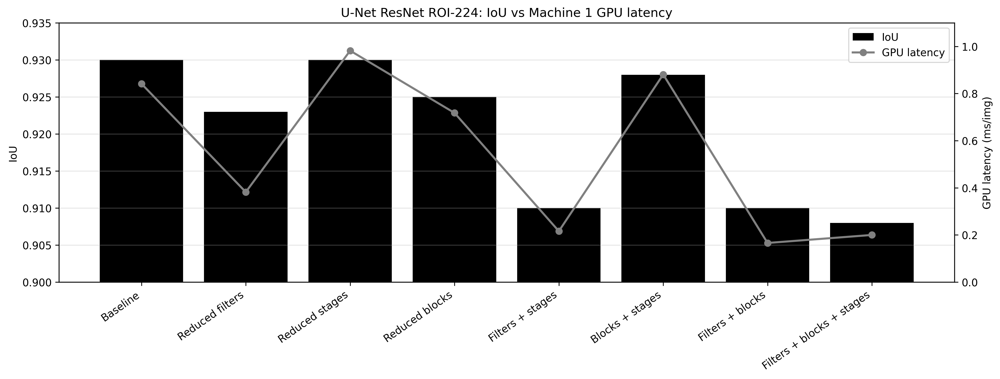 U-Net ResNet ROI-224: IoU vs Machine 1 GPU latency
IoU
GPU latency
0.935
0.930
0.925
0.920
0.915
0.910
0.905
0.900
IoU
1.0
0.8
0.6
0.4
0.2
0.0
GPU latency (ms/img)
Baseline
Reduced filters
Reduced stages
Reduced blocks
Filters + stages
Blocks + stages
Filters + blocks
Filters + blocks + stages